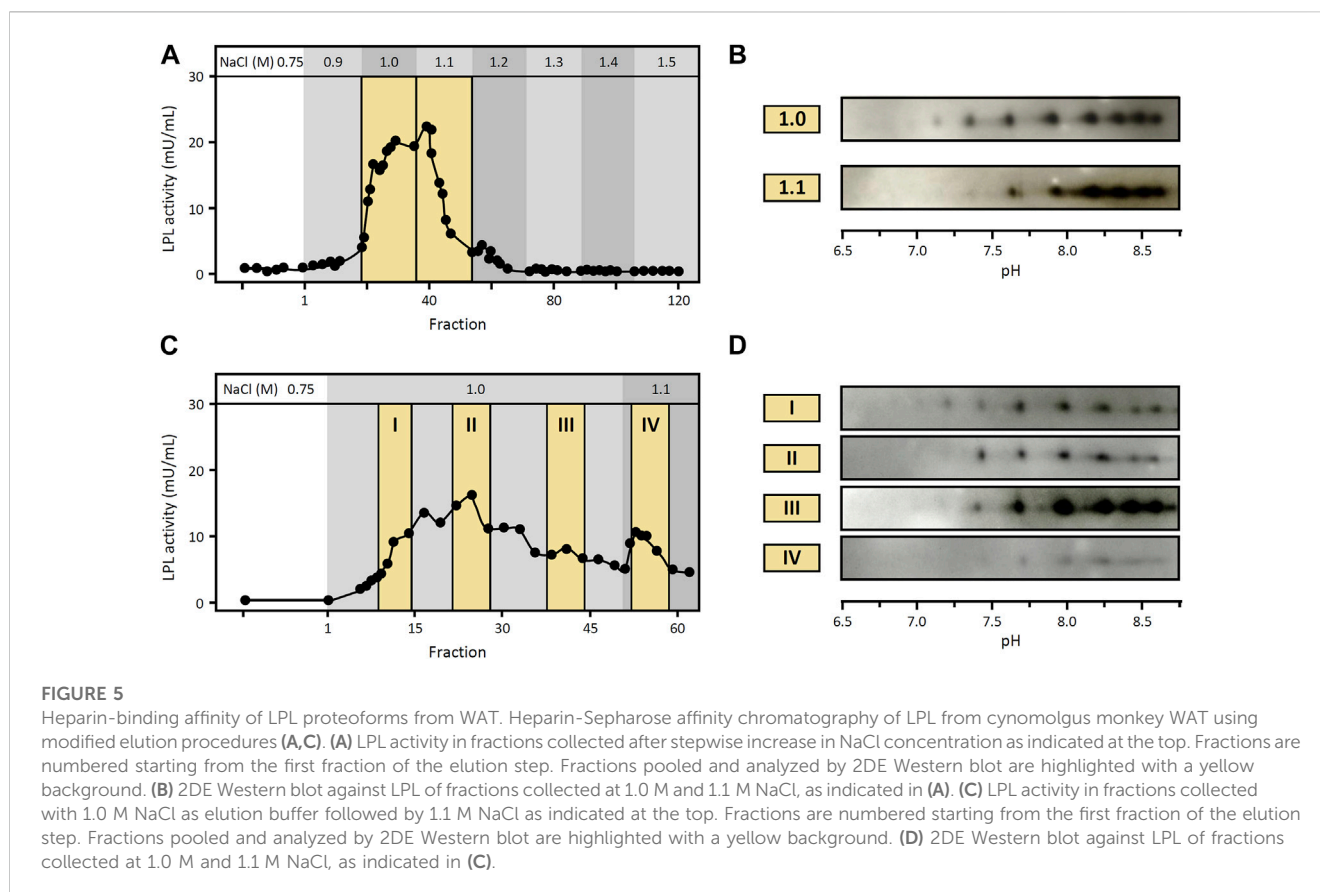 A
NaCl (M) 0.75 0.9 1.0 1.1 1.2 1.3 1.4 1.5
30
20
10
0
LPL activity (mU/mL)
1 40 80 120
Fraction
B
1.0
1.1
6.5 7.0 7.5 8.0 8.5
pH
C
NaCl (M) 0.75 1.0 1.1
30
20
10
0
LPL activity (mU/mL)
I II III IV
1 15 30 45 60
Fraction
D
I
II
III
IV
6.5 7.0 7.5 8.0 8.5
pH
FIGURE 5
Heparin-binding affinity of LPL proteoforms from WAT. Heparin-Sepharose affinity chromatography of LPL from cynomolgus monkey WAT using
modified elution procedures (A,C). (A) LPL activity in fractions collected after stepwise increase in NaCl concentration as indicated at the top. Fractions are
numbered starting from the first fraction of the elution step. Fractions pooled and analyzed by 2DE Western blot are highlighted with a yellow
background. (B) 2DE Western blot against LPL of fractions collected at 1.0 M and 1.1 M NaCl, as indicated in (A). (C) LPL activity in fractions collected
with 1.0 M NaCl as elution buffer followed by 1.1 M NaCl as indicated at the top. Fractions are numbered starting from the first fraction of the elution
step. Fractions pooled and analyzed by 2DE Western blot are highlighted with a yellow background. (D) 2DE Western blot against LPL of fractions
collected at 1.0 M and 1.1 M NaCl, as indicated in (C).